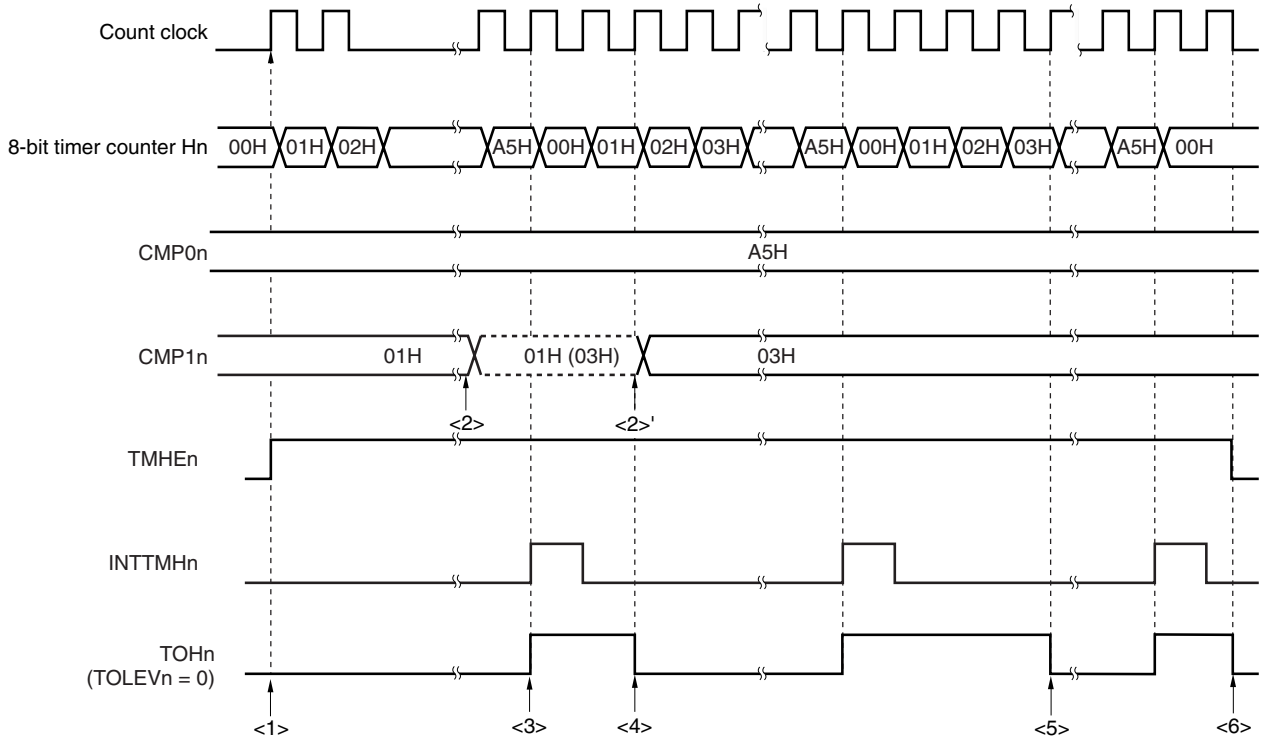 Count clock
8-bit timer counter Hn 00H 01H 02H A5H 00H 01H 02H 03H A5H 00H 01H 02H 03H A5H 00H
CMP0n A5H
CMP1n 01H 01H (03H) 03H
<2> <2>'
TMHEn
INTTMHn
TOHn
(TOLEVn = 0)
<1> <3> <4> <5> <6>